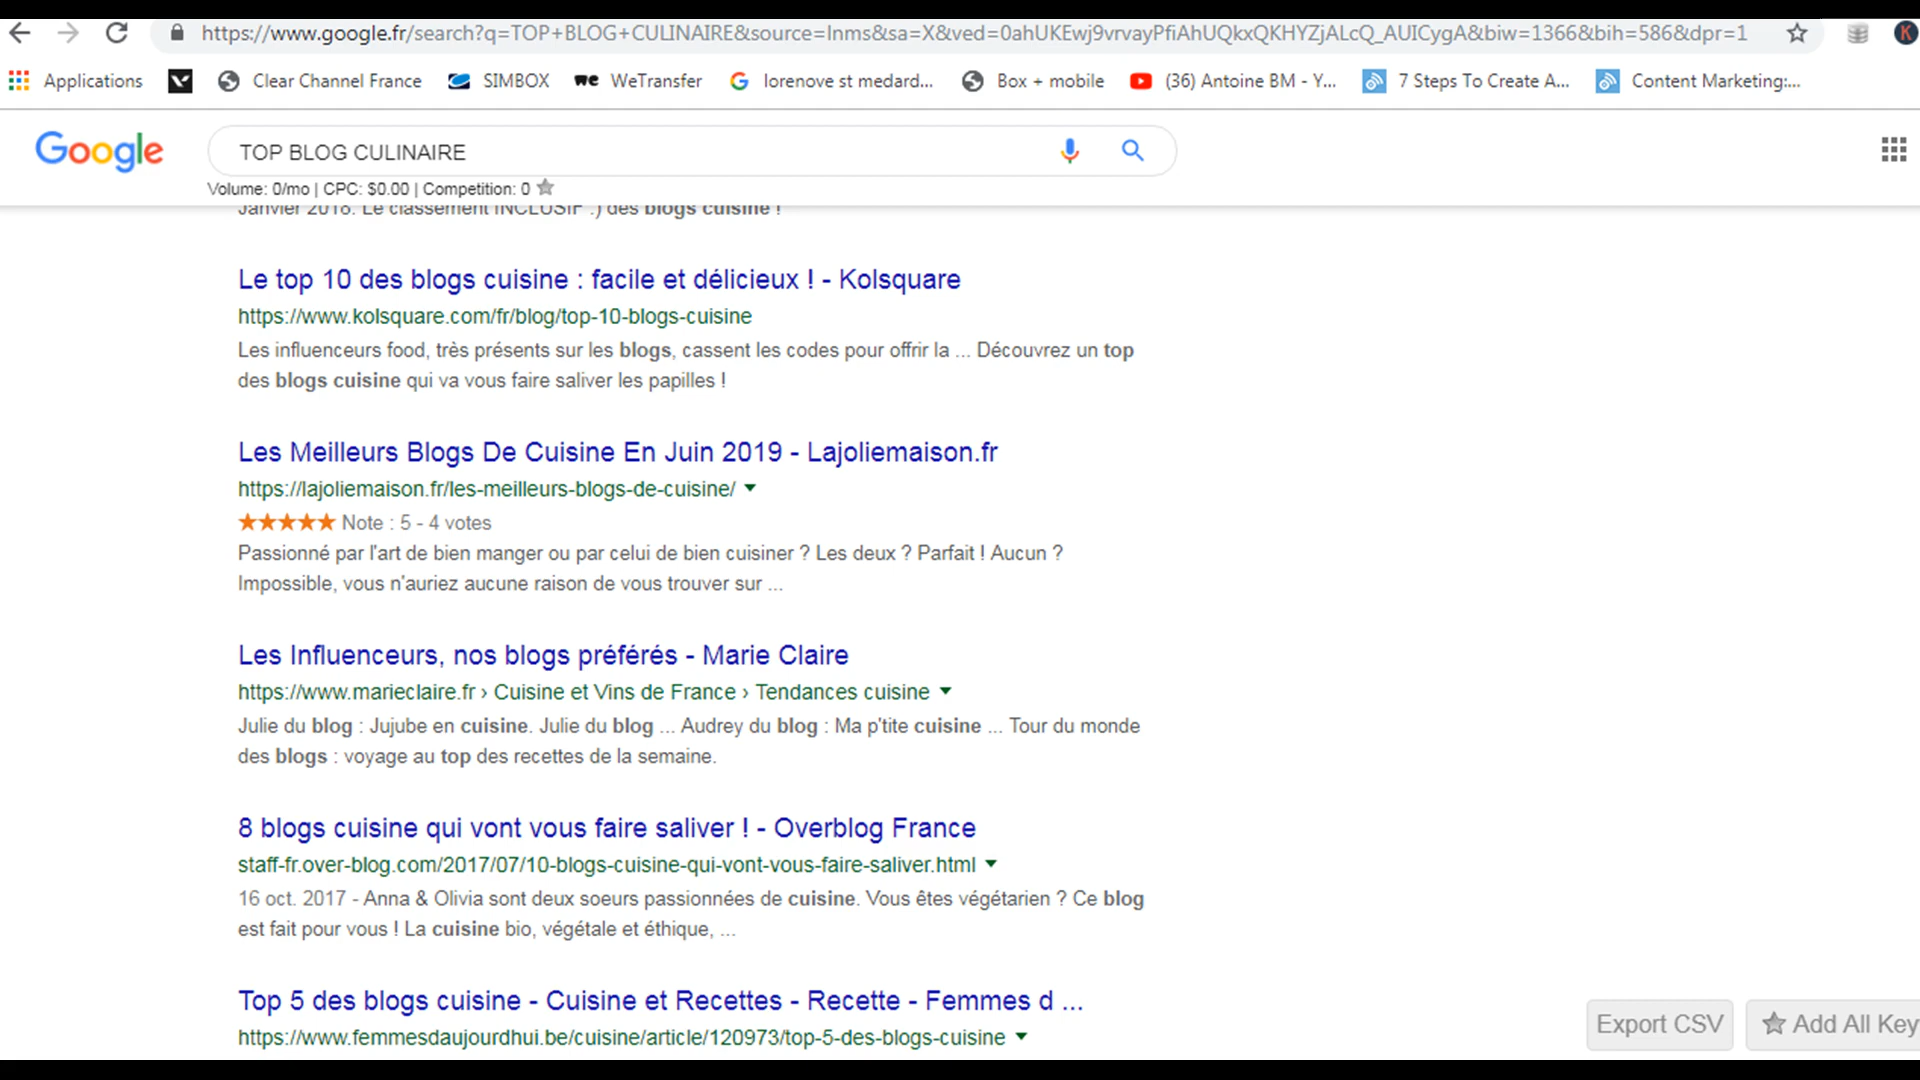 https://www.google.fr/search?q=TOP+BLOG+CULINAIRE&source=lnms&sa=X&ved=0ahUKEwj9vrvayPfiAhUQkxQKHYZjALcQ_AUICygA&biw=1366&bih=586&dpr=1
K
Applications Clear Channel France SIMBOX we WeTransfer lorenove st medard... Box + mobile (36) Antoine BM - Y... 7 Steps To Create A... Content Marketing:...
Google TOP BLOG CULINAIRE
Volume: 0/mo | CPC: $0.00 | Competition: 0
Janvier 2018. Le classement INCLUSIF :) des blogs cuisine !
Le top 10 des blogs cuisine : facile et délicieux ! - Kolsquare
https://www.kolsquare.com/fr/blog/top-10-blogs-cuisine
Les influenceurs food, très présents sur les blogs, cassent les codes pour offrir la ... Découvrez un top
des blogs cuisine qui va vous faire saliver les papilles !
Les Meilleurs Blogs De Cuisine En Juin 2019 - Lajoliemaison.fr
https://lajoliemaison.fr/les-meilleurs-blogs-de-cuisine/
Note : 5 - 4 votes
Passionné par l'art de bien manger ou par celui de bien cuisiner ? Les deux ? Parfait ! Aucun ?
Impossible, vous n'auriez aucune raison de vous trouver sur ...
Les Influenceurs, nos blogs préférés - Marie Claire
https://www.marieclaire.fr › Cuisine et Vins de France › Tendances cuisine
Julie du blog : Jujube en cuisine. Julie du blog ... Audrey du blog : Ma p'tite cuisine ... Tour du monde
des blogs : voyage au top des recettes de la semaine.
8 blogs cuisine qui vont vous faire saliver ! - Overblog France
staff-fr.over-blog.com/2017/07/10-blogs-cuisine-qui-vont-vous-faire-saliver.html
16 oct. 2017 - Anna & Olivia sont deux soeurs passionnées de cuisine. Vous êtes végétarien ? Ce blog
est fait pour vous ! La cuisine bio, végétale et éthique, ...
Top 5 des blogs cuisine - Cuisine et Recettes - Recette - Femmes d ...
https://www.femmesdaujourdhui.be/cuisine/article/120973/top-5-des-blogs-cuisine
Export CSV Add All Key